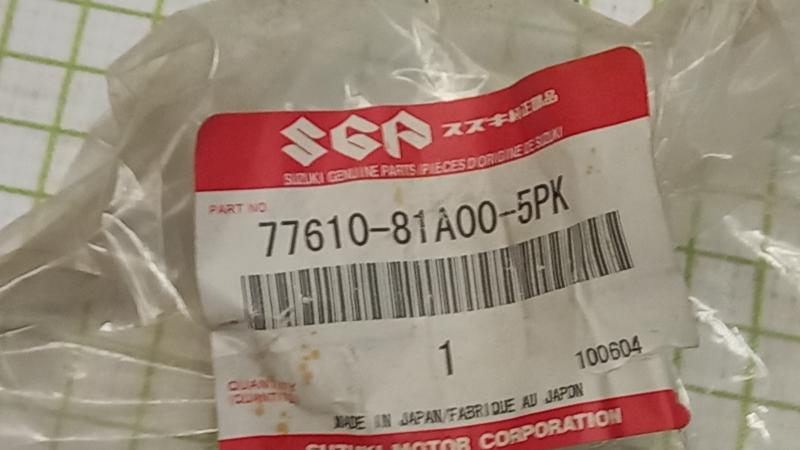 SGP スズキ純正部品
SUZUKI GENUINE PARTS / PIECES D'ORIGINE DE SUZUKI
PART NO.
77610-81A00-5PK
1
100604
QUANTITY
(QUANTITE)
MADE IN JAPAN/FABRIQUE AU JAPON
SUZUKI MOTOR CORPORATION